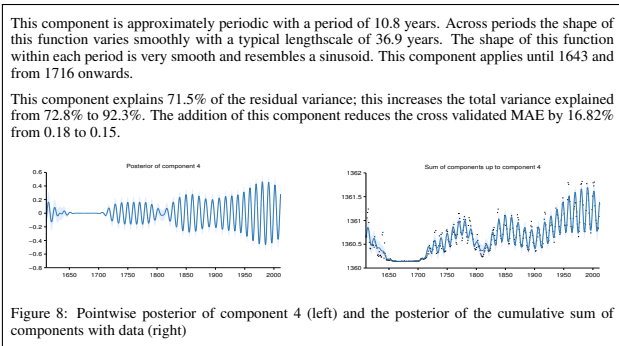 This component is approximately periodic with a period of 10.8 years. Across periods the shape of
this function varies smoothly with a typical lengthscale of 36.9 years. The shape of this function
within each period is very smooth and resembles a sinusoid. This component applies until 1643 and
from 1716 onwards.
This component explains 71.5% of the residual variance; this increases the total variance explained
from 72.8% to 92.3%. The addition of this component reduces the cross validated MAE by 16.82%
from 0.18 to 0.15.
Posterior of component 4
0.6
0.4
0.2
0
−0.2
−0.4
−0.6
−0.8
1650 1700 1750 1800 1850 1900 1950 2000
Sum of components up to component 4
1362
1361.5
1361
1360.5
1360
1650 1700 1750 1800 1850 1900 1950 2000
Figure 8: Pointwise posterior of component 4 (left) and the posterior of the cumulative sum of
components with data (right)